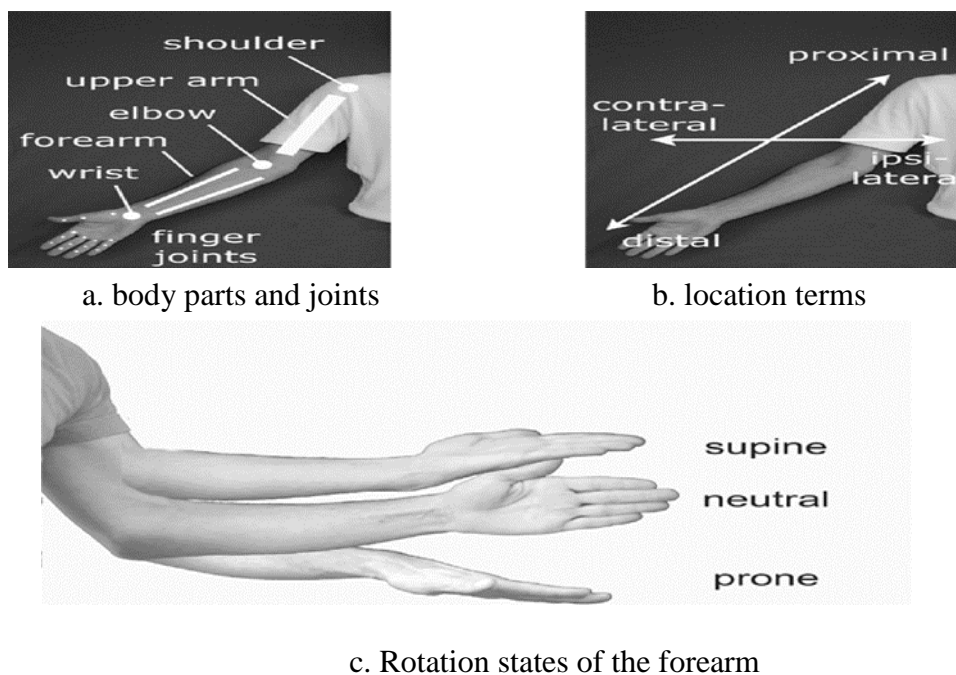 shoulder
upper arm
elbow
forearm
wrist
finger
joints
proximal
contra-
lateral
ipsi-
latera
distal
a. body parts and joints
b. location terms
supine
neutral
prone
c. Rotation states of the forearm